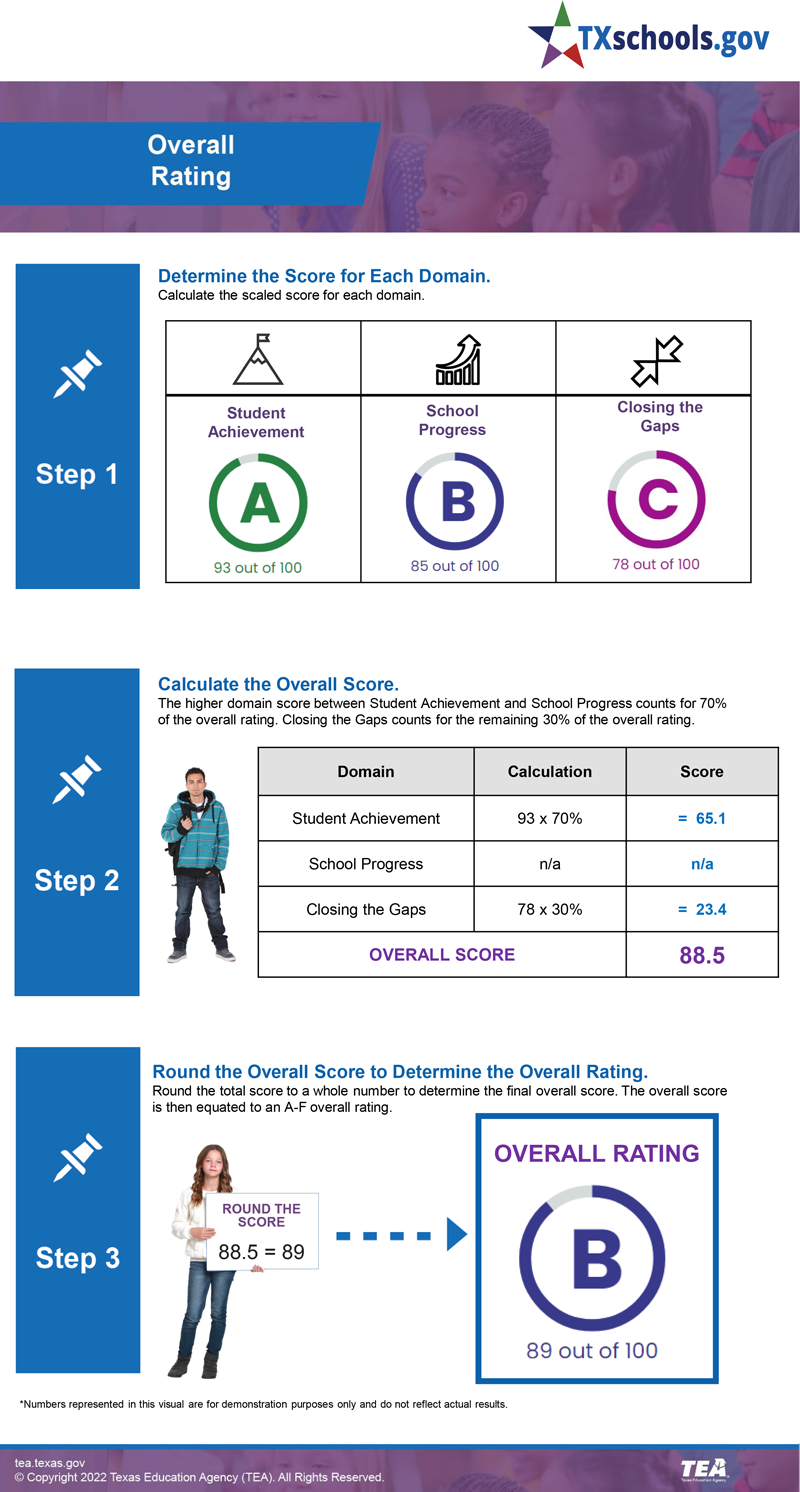 TXschools.gov
Overall
Rating
Step 1
Determine the Score for Each Domain.
Calculate the scaled score for each domain.
Student
Achievement
A
93 out of 100
School
Progress
B
85 out of 100
Closing the
Gaps
C
78 out of 100
Step 2
Calculate the Overall Score.
The higher domain score between Student Achievement and School Progress counts for 70%
of the overall rating. Closing the Gaps counts for the remaining 30% of the overall rating.
Domain Calculation Score
Student Achievement 93 x 70% = 65.1
School Progress n/a n/a
Closing the Gaps 78 x 30% = 23.4
OVERALL SCORE 88.5
Step 3
Round the Overall Score to Determine the Overall Rating.
Round the total score to a whole number to determine the final overall score. The overall score
is then equated to an A-F overall rating.
ROUND THE
SCORE
88.5 = 89
OVERALL RATING
B
89 out of 100
*Numbers represented in this visual are for demonstration purposes only and do not reflect actual results.
tea.texas.gov
© Copyright 2022 Texas Education Agency (TEA). All Rights Reserved.
TEA
Texas Education Agency